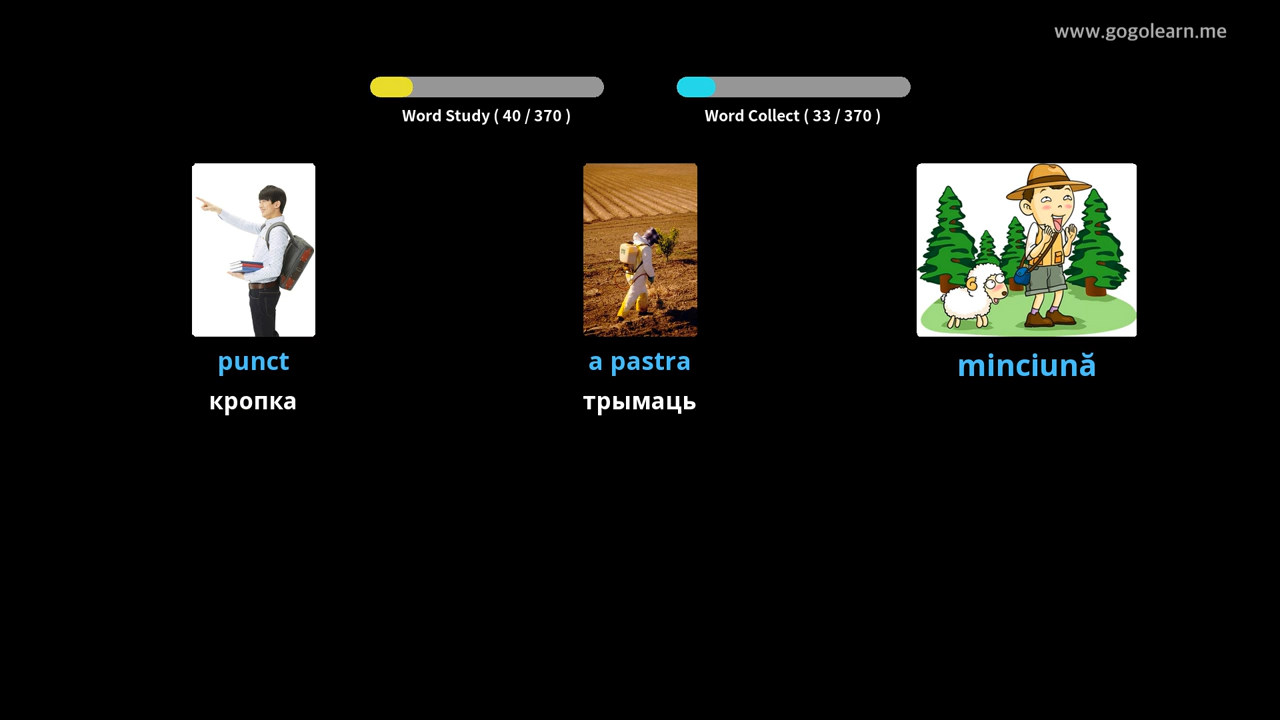 www.gogolearn.me
Word Study ( 40 / 370 )
Word Collect ( 33 / 370 )
punct
кропка
a pastra
трымаць
minciună